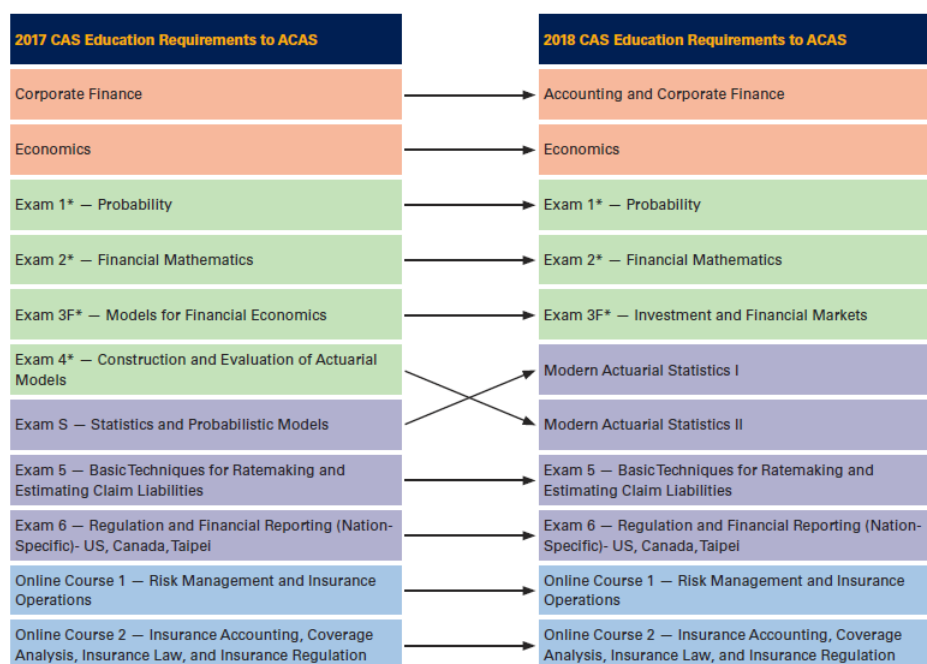 2017 CAS Education Requirements to ACAS
2018 CAS Education Requirements to ACAS
Corporate Finance
Accounting and Corporate Finance
Economics
Economics
Exam 1* — Probability
Exam 1* — Probability
Exam 2* — Financial Mathematics
Exam 2* — Financial Mathematics
Exam 3F* — Models for Financial Economics
Exam 3F* — Investment and Financial Markets
Exam 4* — Construction and Evaluation of Actuarial
Models
Modern Actuarial Statistics I
Exam S — Statistics and Probabilistic Models
Modern Actuarial Statistics II
Exam 5 — Basic Techniques for Ratemaking and
Estimating Claim Liabilities
Exam 5 — Basic Techniques for Ratemaking and
Estimating Claim Liabilities
Exam 6 — Regulation and Financial Reporting (Nation-
Specific)- US, Canada, Taipei
Exam 6 — Regulation and Financial Reporting (Nation-
Specific)- US, Canada, Taipei
Online Course 1 — Risk Management and Insurance
Operations
Online Course 1 — Risk Management and Insurance
Operations
Online Course 2 — Insurance Accounting, Coverage
Analysis, Insurance Law, and Insurance Regulation
Online Course 2 — Insurance Accounting, Coverage
Analysis, Insurance Law, and Insurance Regulation